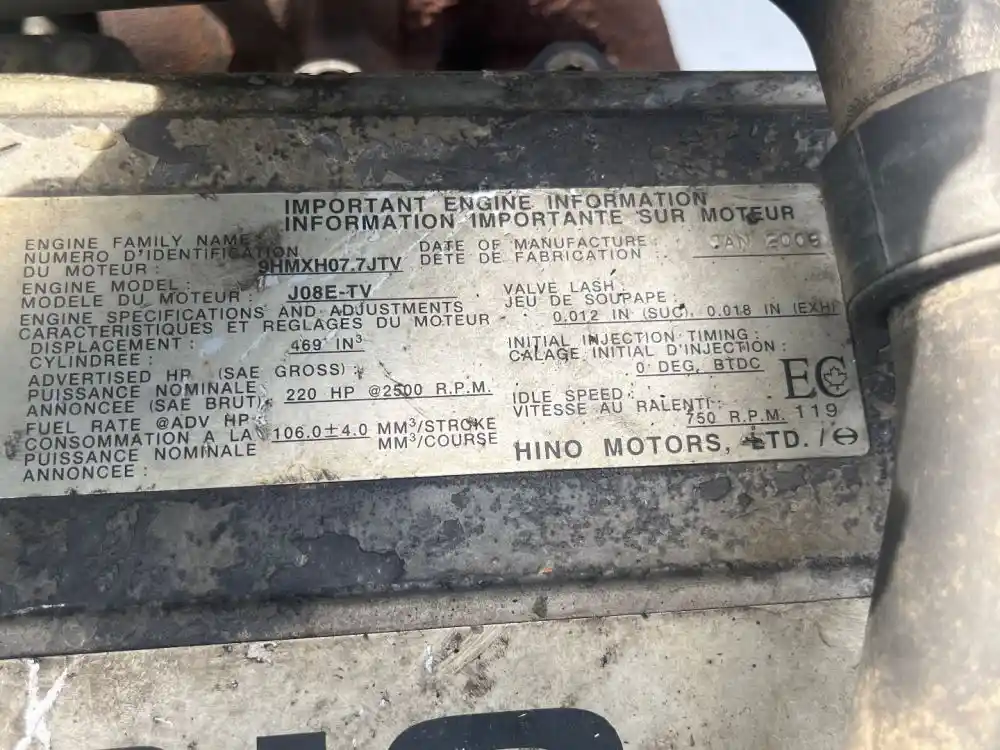 IMPORTANT ENGINE INFORMATION
INFORMATION IMPORTANTE SUR MOTEUR
ENGINE FAMILY NAME
NUMERO D'IDENTIFICATION
DU MOTEUR : 9HMXH07.7JTV
DATE OF MANUFACTURE : JAN 2009
DETE DE FABRICATION :
ENGINE MODEL :
MODELE DU MOTEUR : J08E-TV
ENGINE SPECIFICATIONS AND ADJUSTMENTS
CARACTERISTIQUES ET REGLAGES DU MOTEUR
DISPLACEMENT : 469 IN³
CYLINDREE :
ADVERTISED HP (SAE GROSS) :
PUISSANCE NOMINALE 220 HP @2500 R.P.M.
ANNONCEE (SAE BRUT):
FUEL RATE @ADV HP:
CONSOMMATION A LA 106.0±4.0 MM³/STROKE
PUISSANCE NOMINALE MM³/COURSE
ANNONCEE :
VALVE LASH :
JEU DE SOUPAPE :
0.012 IN (SUC), 0.018 IN (EXH)
INITIAL INJECTION TIMING :
CALAGE INITIAL D'INJECTION :
0 DEG, BTDC
IDLE SPEED :
VITESSE AU RALENTI :
750 R.P.M.
EC
119
HINO MOTORS, LTD. /